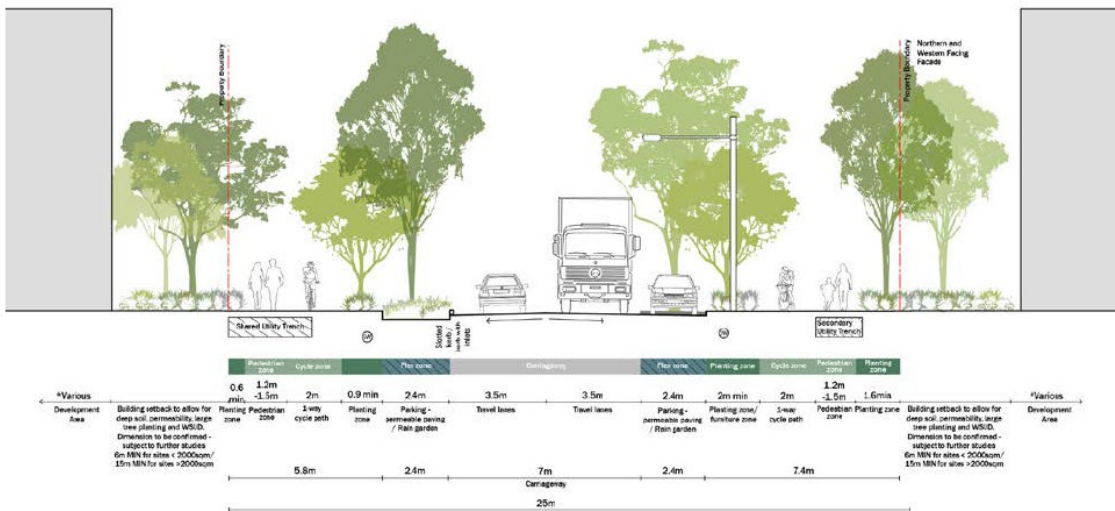 Property Boundary
Property Boundary
Northern and
Western Facing
Facade
Shared Utility Trench
SW
Slotted
kerb /
kerb with
inlets
SW
Secondary
Utility Trench
Pedestrian
zone
Cycle zone
Flex zone
Carriageway
Flex zone
Planting zone
Cycle zone
Pedestrian
zone
Planting
zone
*Various
0.6
min.
1.2m
-1.5m
2m
0.9 min
2.4m
3.5m
3.5m
2.4m
2m min
2m
1.2m
-1.5m
1.6min
*Various
Development
Area
Building setback to allow for
deep soil, permeability, large
tree planting and WSUD.
Dimension to be confirmed -
subject to further studies
6m MIN for sites < 2000sqm/
15m MIN for sites >2000sqm
Planting
zone
Pedestrian
zone
1-way
cycle path
Planting
zone
Parking -
permeable paving
/ Rain garden
Travel lanes
Travel lanes
Parking -
permeable paving
/ Rain garden
Planting zone/
furniture zone
1-way
cycle path
Pedestrian
zone
Planting zone
Building setback to allow for
deep soil, permeability, large
tree planting and WSUD.
Dimension to be confirmed -
subject to further studies
6m MIN for sites < 2000sqm/
15m MIN for sites >2000sqm
Development
Area
5.8m
2.4m
7m
2.4m
7.4m
Carriageway
25m